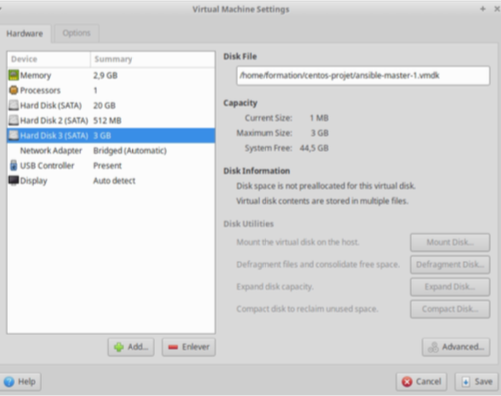 Virtual Machine Settings
Hardware
Options
Device Summary
Memory 2,9 GB
Processors 1
Hard Disk (SATA) 20 GB
Hard Disk 2 (SATA) 512 MB
Hard Disk 3 (SATA) 3 GB
Network Adapter Bridged (Automatic)
USB Controller Present
Display Auto detect
Add...
Enlever
Disk File
/home/formation/centos-projet/ansible-master-1.vmdk
Capacity
Current Size: 1 MB
Maximum Size: 3 GB
System Free: 44,5 GB
Disk Information
Disk space is not preallocated for this virtual disk.
Virtual disk contents are stored in multiple files.
Disk Utilities
Mount the virtual disk on the host. Mount Disk...
Defragment files and consolidate free space. Defragment Disk...
Expand disk capacity. Expand Disk...
Compact disk to reclaim unused space. Compact Disk...
Advanced...
Help
Cancel
Save